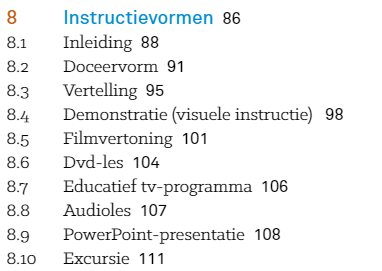 8 Instructievormen 86
8.1 Inleiding 88
8.2 Doceervorm 91
8.3 Vertelling 95
8.4 Demonstratie (visuele instructie) 98
8.5 Filmvertoning 101
8.6 Dvd-les 104
8.7 Educatief tv-programma 106
8.8 Audioles 107
8.9 PowerPoint-presentatie 108
8.10 Excursie 111